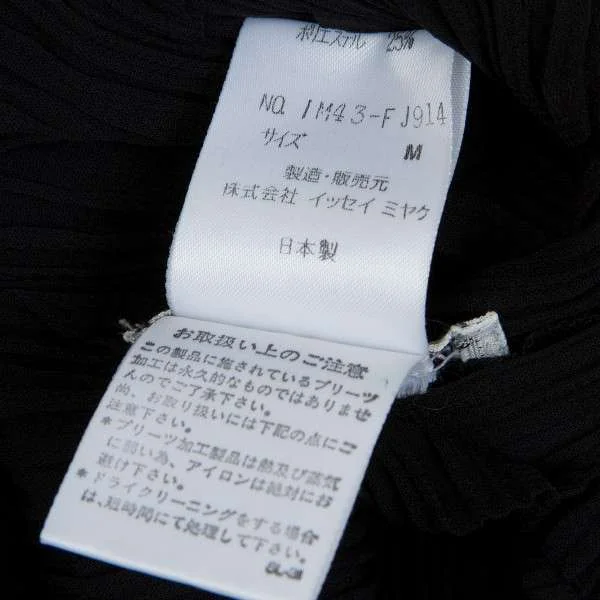 ポリエステル 25%
NO. IM43-FJ914
サイズ M
製造・販売元
株式会社 イッセイ ミヤケ
日本製
お取扱い上のご注意
この製品に施されているプリーツ
加工は永久的なものではありませ
んのでご了承下さい。
尚、お取り扱いには下記の点にご
注意下さい。
*プリーツ加工製品は熱及び蒸気
に弱い為、アイロンは絶対にお
避け下さい。
*ドライクリーニングをする場合
は、短時間にて処理して下さい。